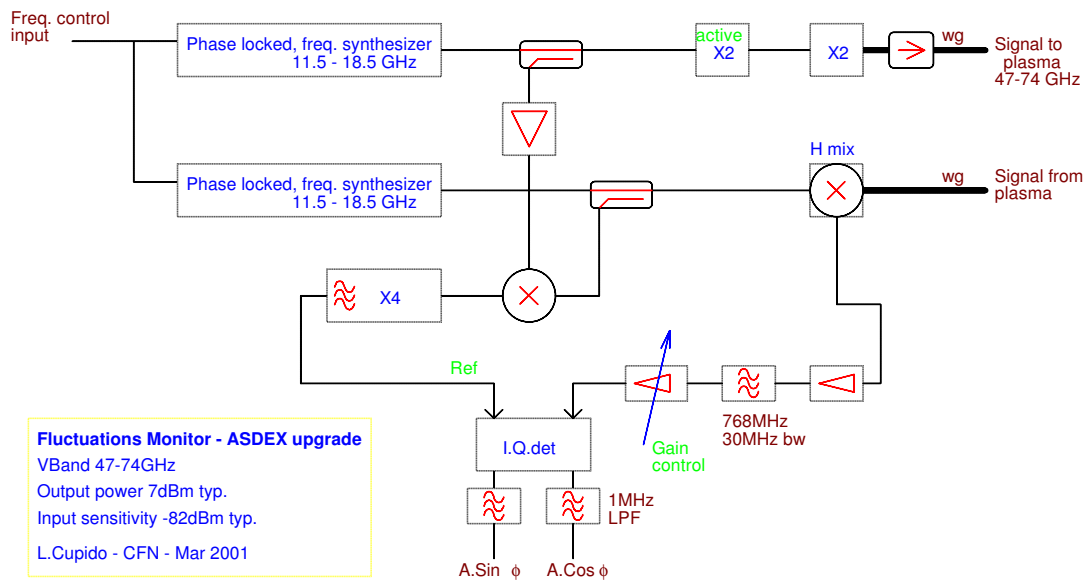 Freq. control
input
Phase locked, freq. synthesizer
11.5 - 18.5 GHz
active
X2
X2
wg
Signal to
plasma
47-74 GHz
Phase locked, freq. synthesizer
11.5 - 18.5 GHz
H mix
wg
Signal from
plasma
X4
Ref
768MHz
30MHz bw
Gain
control
I.Q.det
1MHz
LPF
A.Sin ϕ
A.Cos ϕ
Fluctuations Monitor - ASDEX upgrade
VBand 47-74GHz
Output power 7dBm typ.
Input sensitivity -82dBm typ.
L.Cupido - CFN - Mar 2001